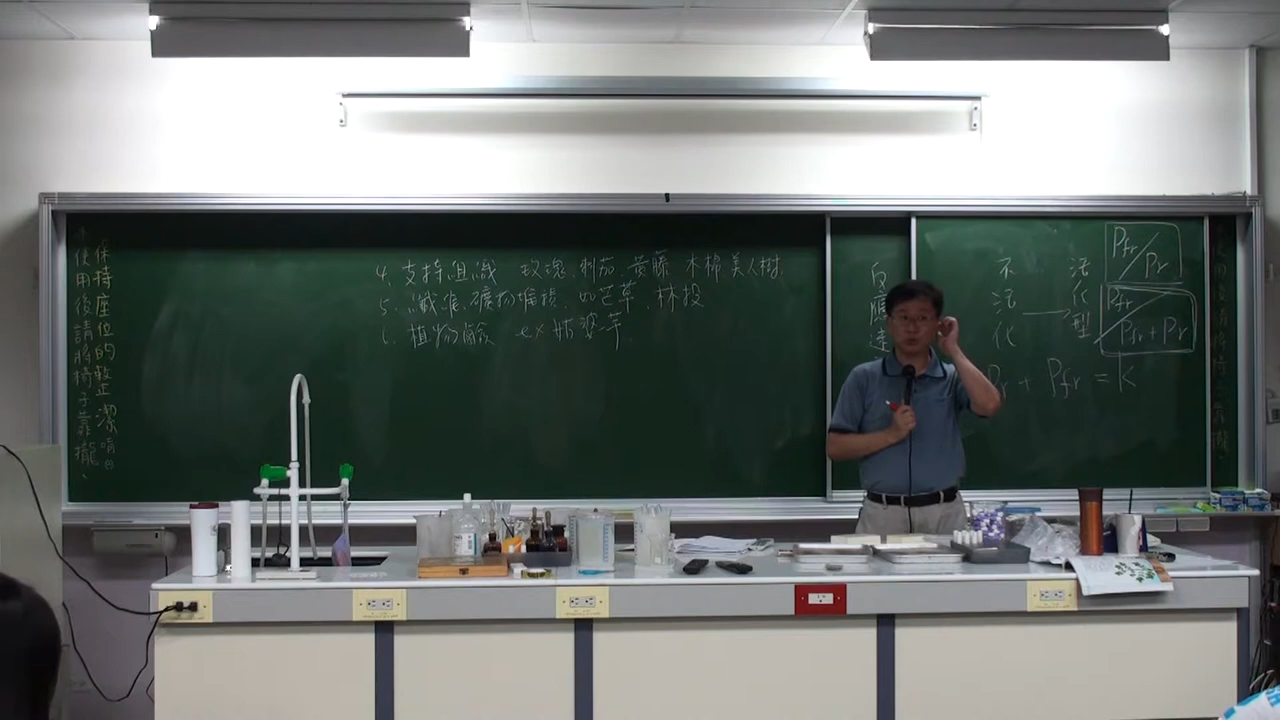 保持座位的整潔
使用後請將椅子靠攏、
4. 支持組織 玫瑰、刺茄、黃藤 木棉 美人樹
5. 纖維、礦物堆積、如芒草、林投
6. 植物鹼 ex 姑婆芋
反應達
不活化 → 活化型
Pfr/Pr
Pfr/Pfr+Pr
Pr + Pfr = K